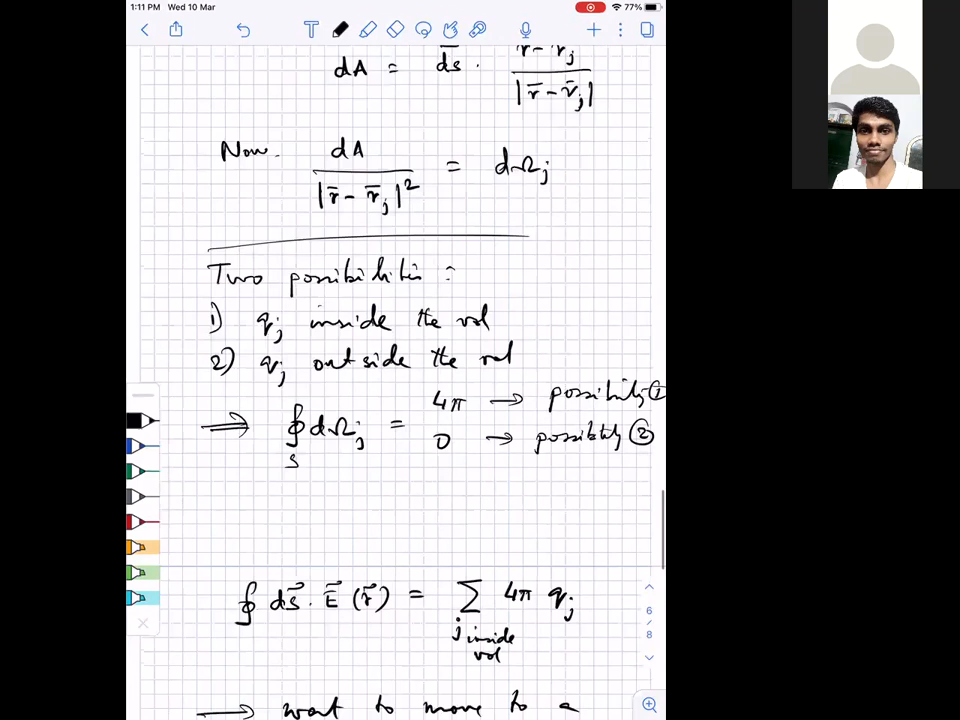 1:11 PM Wed 10 Mar
77%
dA = d̅s̅ · r̅ - r̅ⱼ / |r̅ - r̅ⱼ|
Now. dA / |r̅ - r̅ⱼ|² = dΩⱼ
Two possibilities :
1) qⱼ inside the vol
2) qⱼ outside the vol
⟹ ∮ₛ dΩⱼ = 4π → possibility ①
0 → possibility ②
∮ ds⃗ · E⃗ (r⃗) = Σ 4π qⱼ
j inside
vol
6
/
8
→ want to move to a